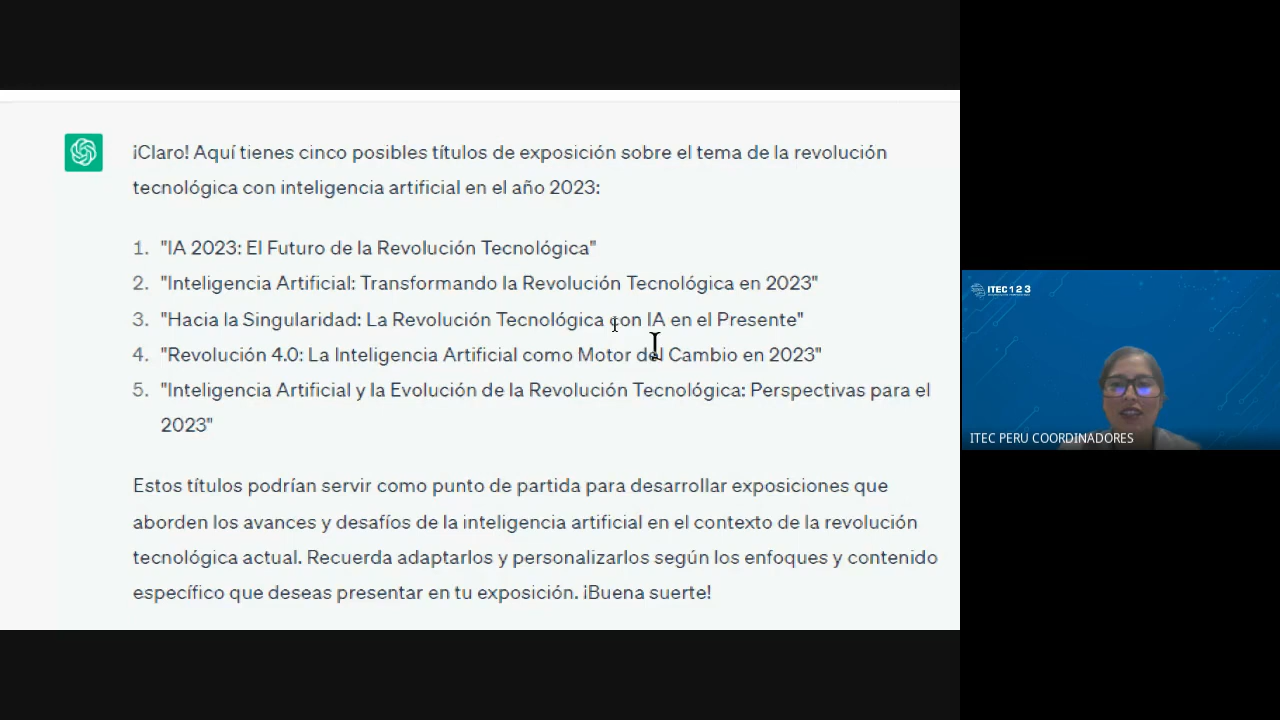 ¡Claro! Aquí tienes cinco posibles títulos de exposición sobre el tema de la revolución
tecnológica con inteligencia artificial en el año 2023:
1. "IA 2023: El Futuro de la Revolución Tecnológica"
2. "Inteligencia Artificial: Transformando la Revolución Tecnológica en 2023"
3. "Hacia la Singularidad: La Revolución Tecnológica con IA en el Presente"
4. "Revolución 4.0: La Inteligencia Artificial como Motor del Cambio en 2023"
5. "Inteligencia Artificial y la Evolución de la Revolución Tecnológica: Perspectivas para el
2023"
Estos títulos podrían servir como punto de partida para desarrollar exposiciones que
aborden los avances y desafíos de la inteligencia artificial en el contexto de la revolución
tecnológica actual. Recuerda adaptarlos y personalizarlos según los enfoques y contenido
específico que deseas presentar en tu exposición. ¡Buena suerte!
ITEC 1 2 3
ITEC PERU COORDINADORES